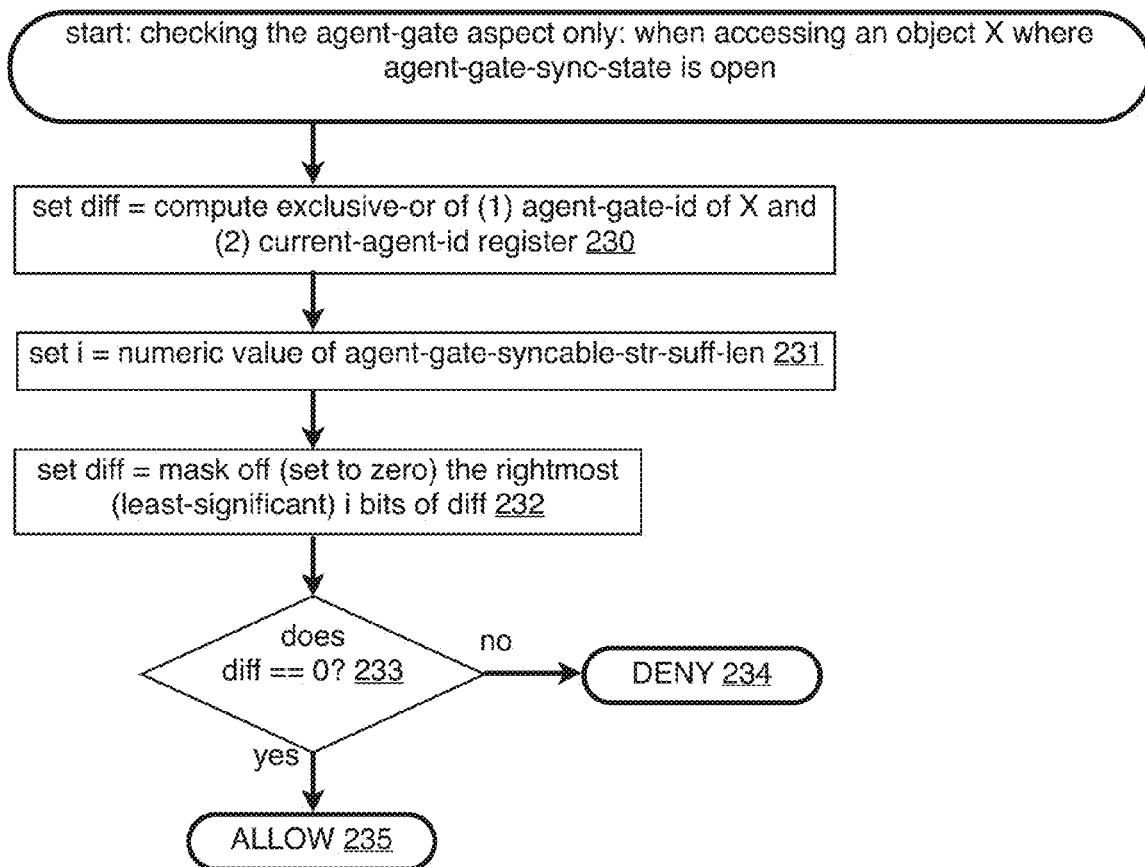 start: checking the agent-gate aspect only: when accessing an object X where
agent-gate-sync-state is open
set diff = compute exclusive-or of (1) agent-gate-id of X and
(2) current-agent-id register 230
set i = numeric value of agent-gate-syncable-str-suff-len 231
set diff = mask off (set to zero) the rightmost
(least-significant) i bits of diff 232
does
diff == 0? 233
no
DENY 234
yes
ALLOW 235